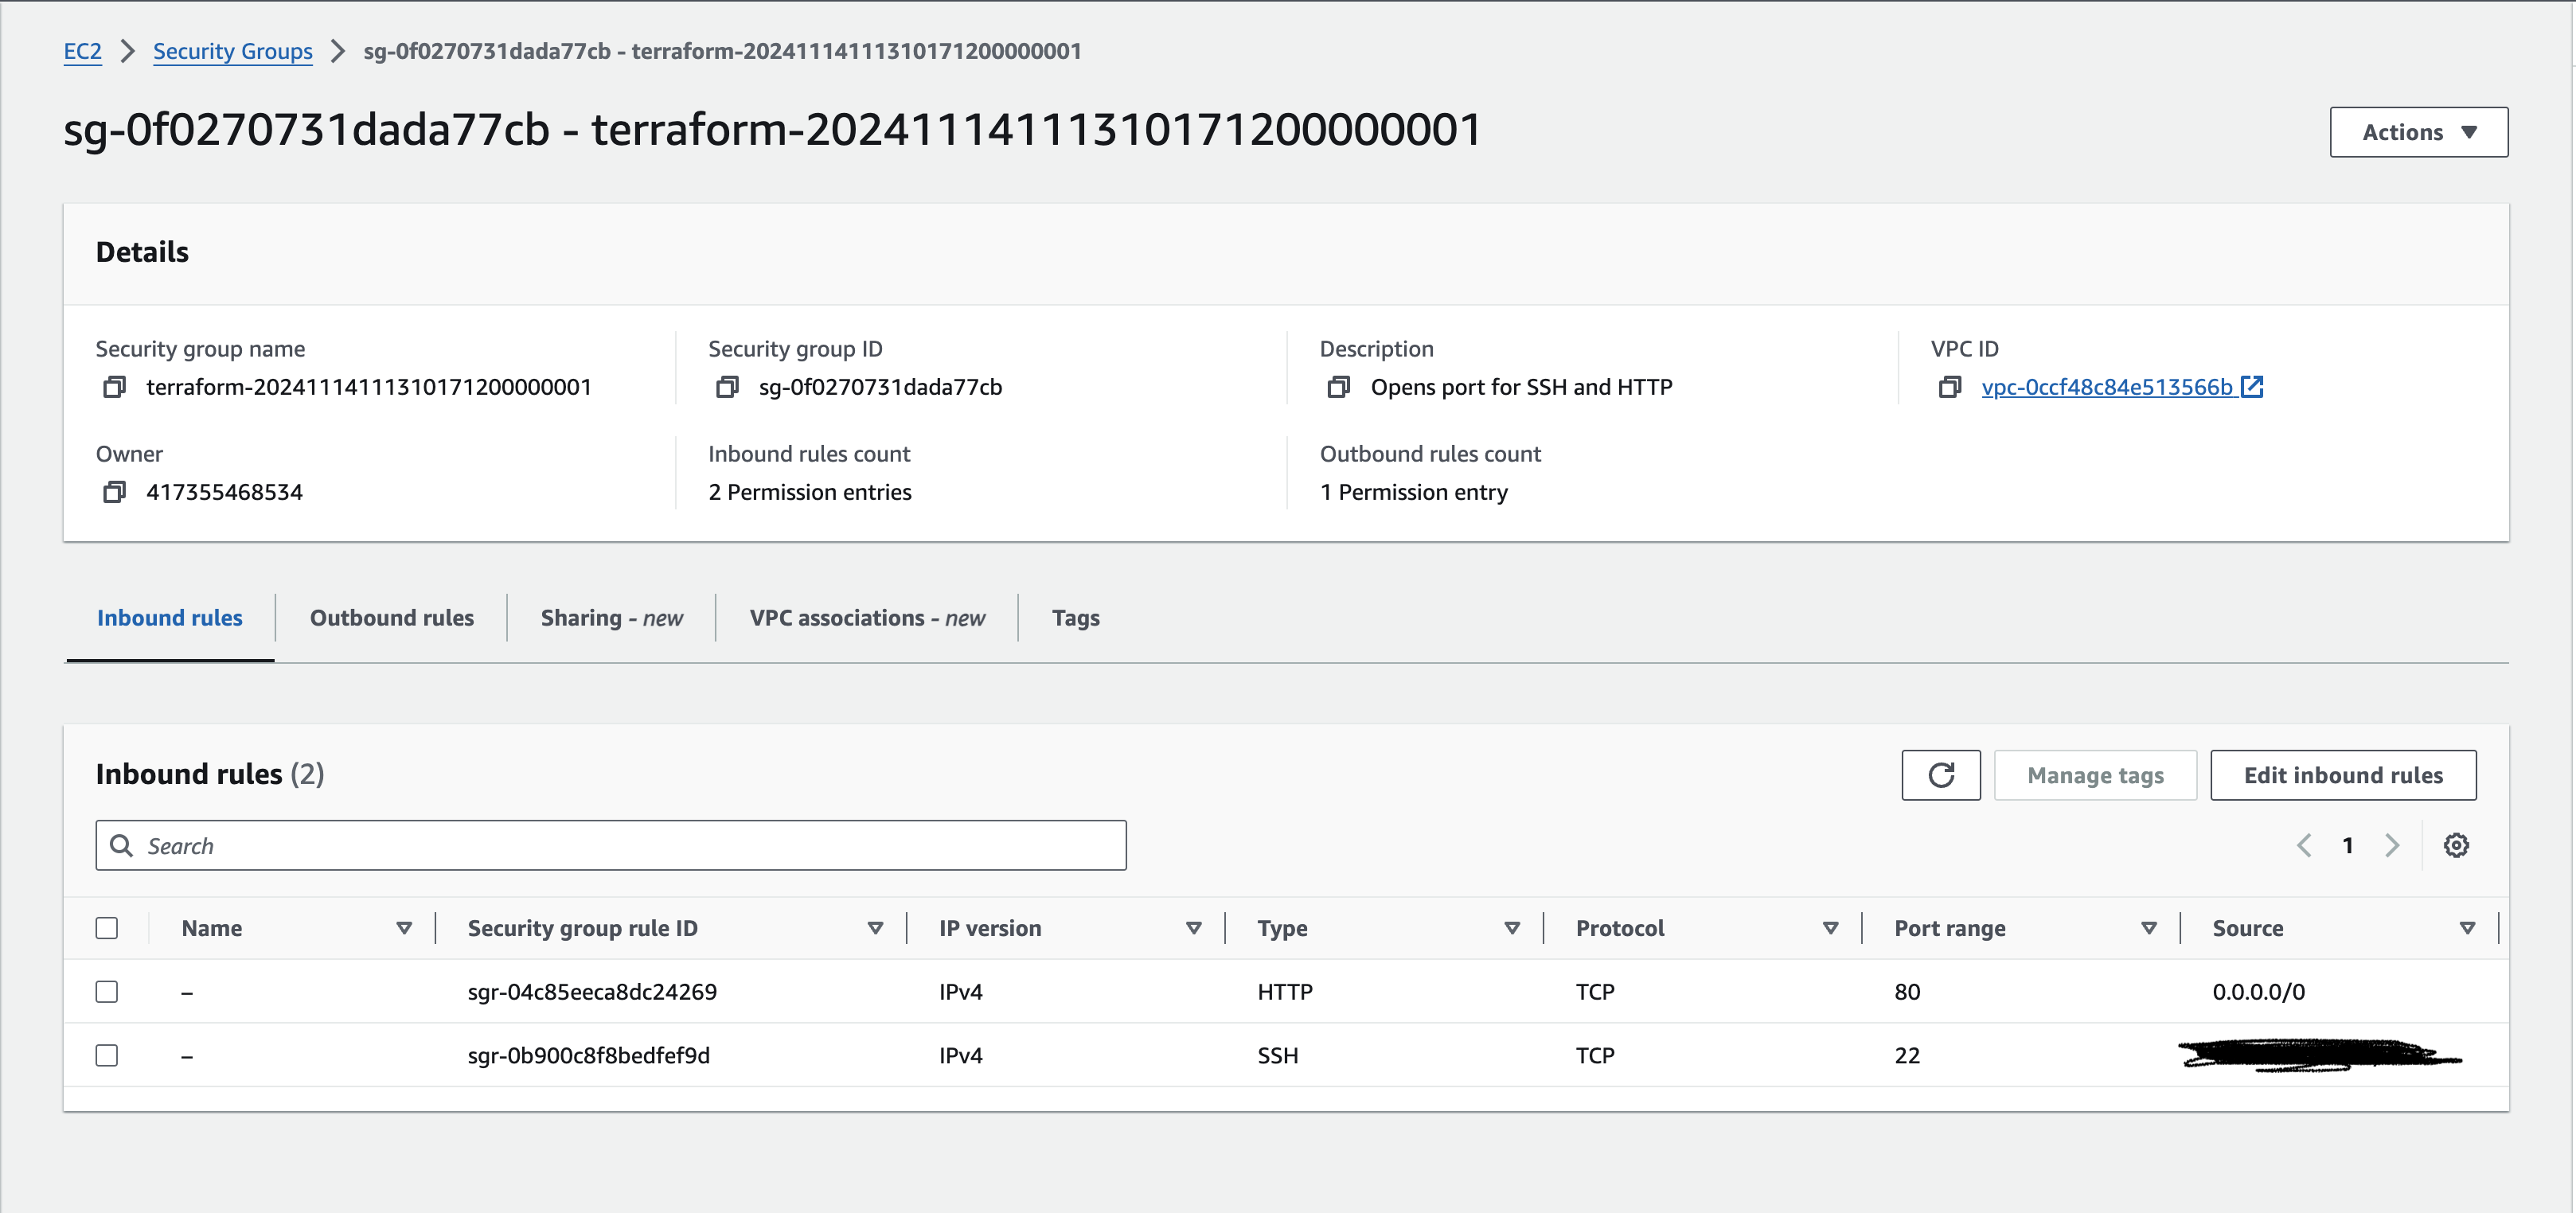 EC2 > Security Groups > sg-0f0270731dada77cb - terraform-20241114111310171200000001
sg-0f0270731dada77cb - terraform-20241114111310171200000001
Actions
Details
Security group name
terraform-20241114111310171200000001
Security group ID
sg-0f0270731dada77cb
Description
Opens port for SSH and HTTP
VPC ID
vpc-0ccf48c84e513566b
Owner
417355468534
Inbound rules count
2 Permission entries
Outbound rules count
1 Permission entry
Inbound rules Outbound rules Sharing - new VPC associations - new Tags
Inbound rules (2)
Manage tags
Edit inbound rules
Search
1
Name Security group rule ID IP version Type Protocol Port range Source
– sgr-04c85eeca8dc24269 IPv4 HTTP TCP 80 0.0.0.0/0
– sgr-0b900c8f8bedfef9d IPv4 SSH TCP 22